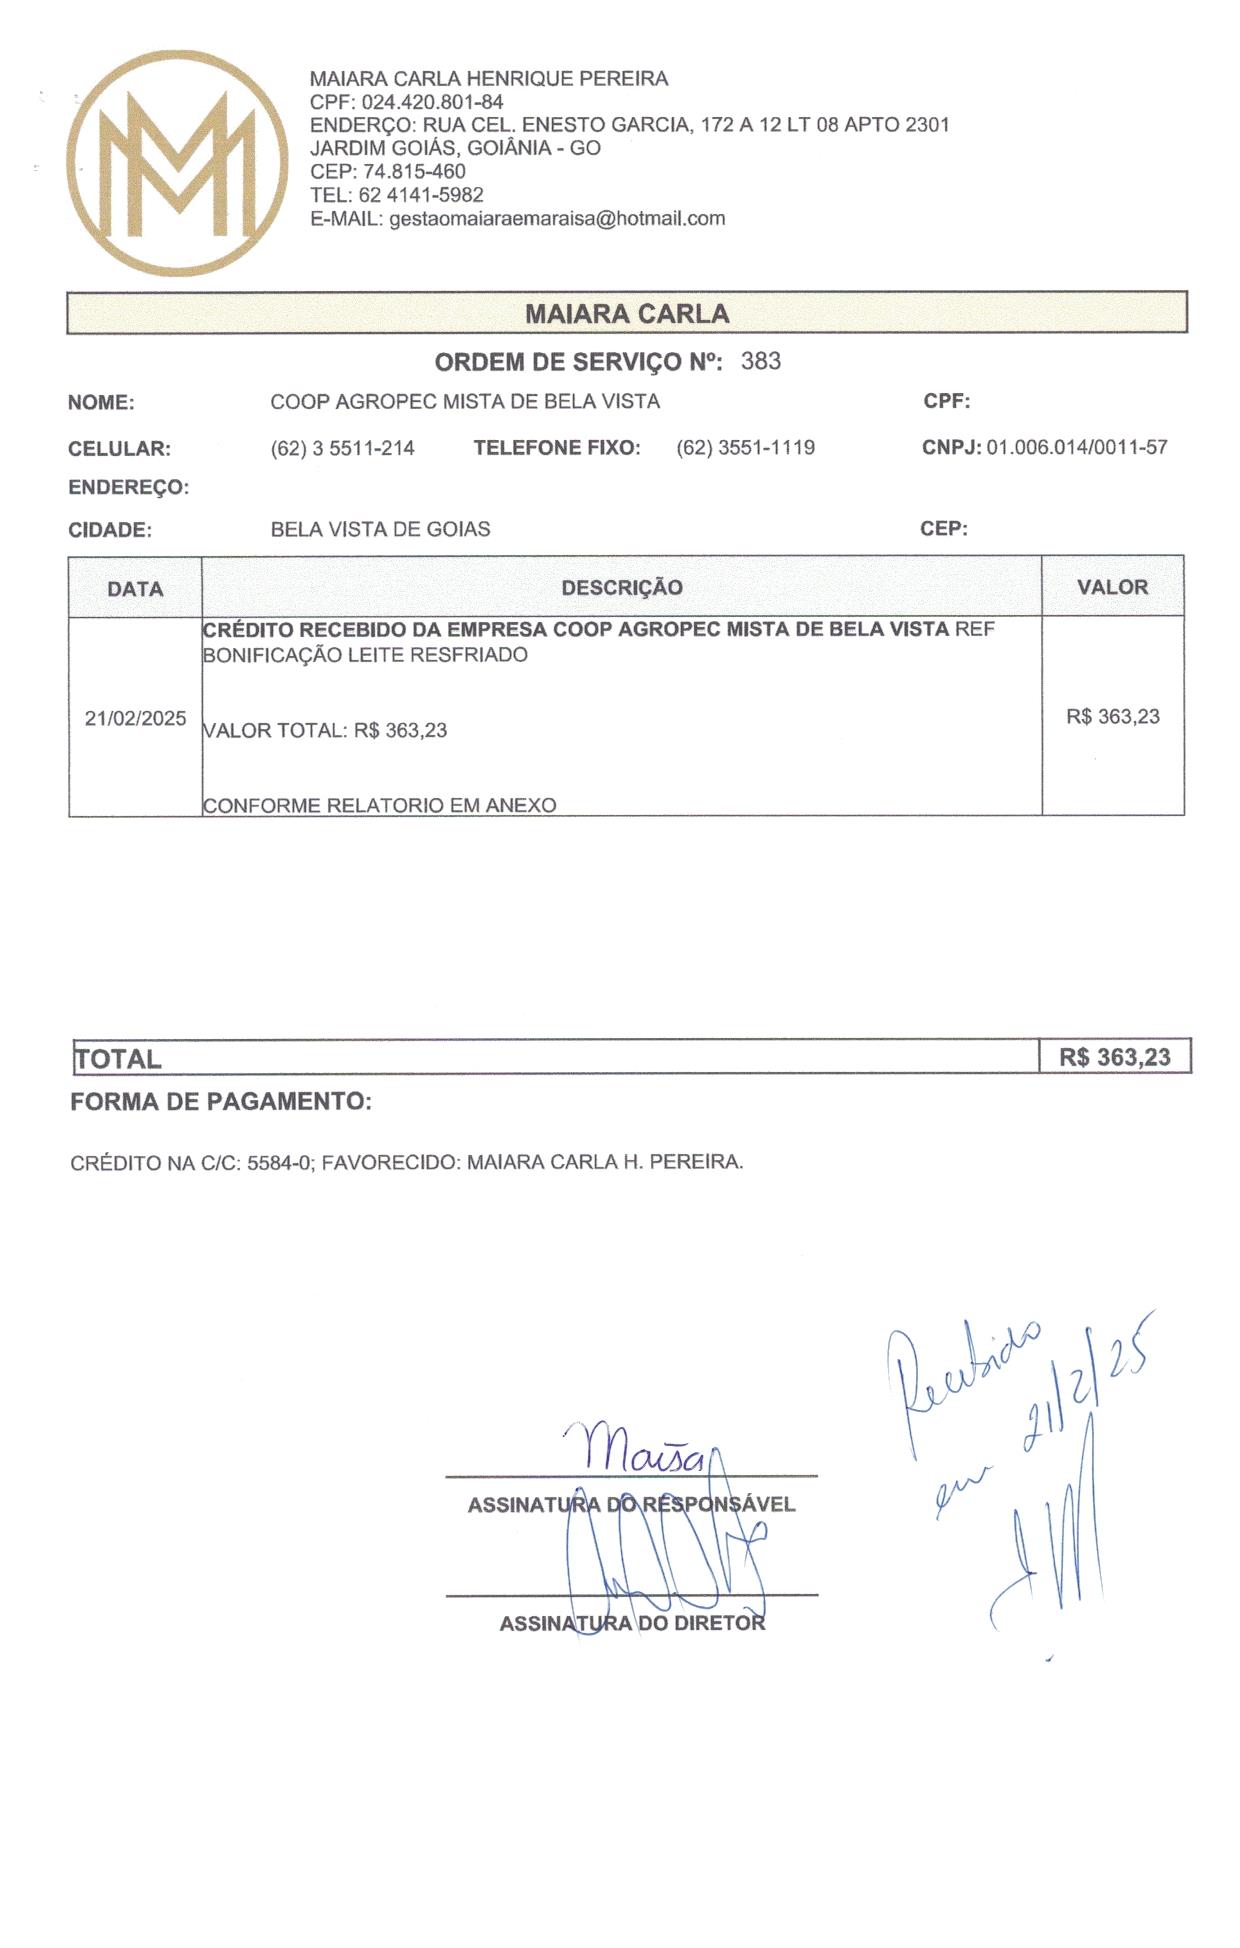 MM
MAIARA CARLA HENRIQUE PEREIRA
CPF: 024.420.801-84
ENDERÇO: RUA CEL. ENESTO GARCIA, 172 A 12 LT 08 APTO 2301
JARDIM GOIÁS, GOIÂNIA - GO
CEP: 74.815-460
TEL: 62 4141-5982
E-MAIL: gestaomaiaraemaraisa@hotmail.com
MAIARA CARLA
ORDEM DE SERVIÇO Nº: 383
NOME: COOP AGROPEC MISTA DE BELA VISTA CPF:
CELULAR: (62) 3 5511-214 TELEFONE FIXO: (62) 3551-1119 CNPJ: 01.006.014/0011-57
ENDEREÇO:
CIDADE: BELA VISTA DE GOIAS CEP:
DATA DESCRIÇÃO VALOR
CRÉDITO RECEBIDO DA EMPRESA COOP AGROPEC MISTA DE BELA VISTA REF
BONIFICAÇÃO LEITE RESFRIADO
21/02/2025 VALOR TOTAL: R$ 363,23 R$ 363,23
CONFORME RELATORIO EM ANEXO
TOTAL R$ 363,23
FORMA DE PAGAMENTO:
CRÉDITO NA C/C: 5584-0; FAVORECIDO: MAIARA CARLA H. PEREIRA.
Recebido
em 21/2/25
Maisa
ASSINATURA DO RESPONSÁVEL
ASSINATURA DO DIRETOR